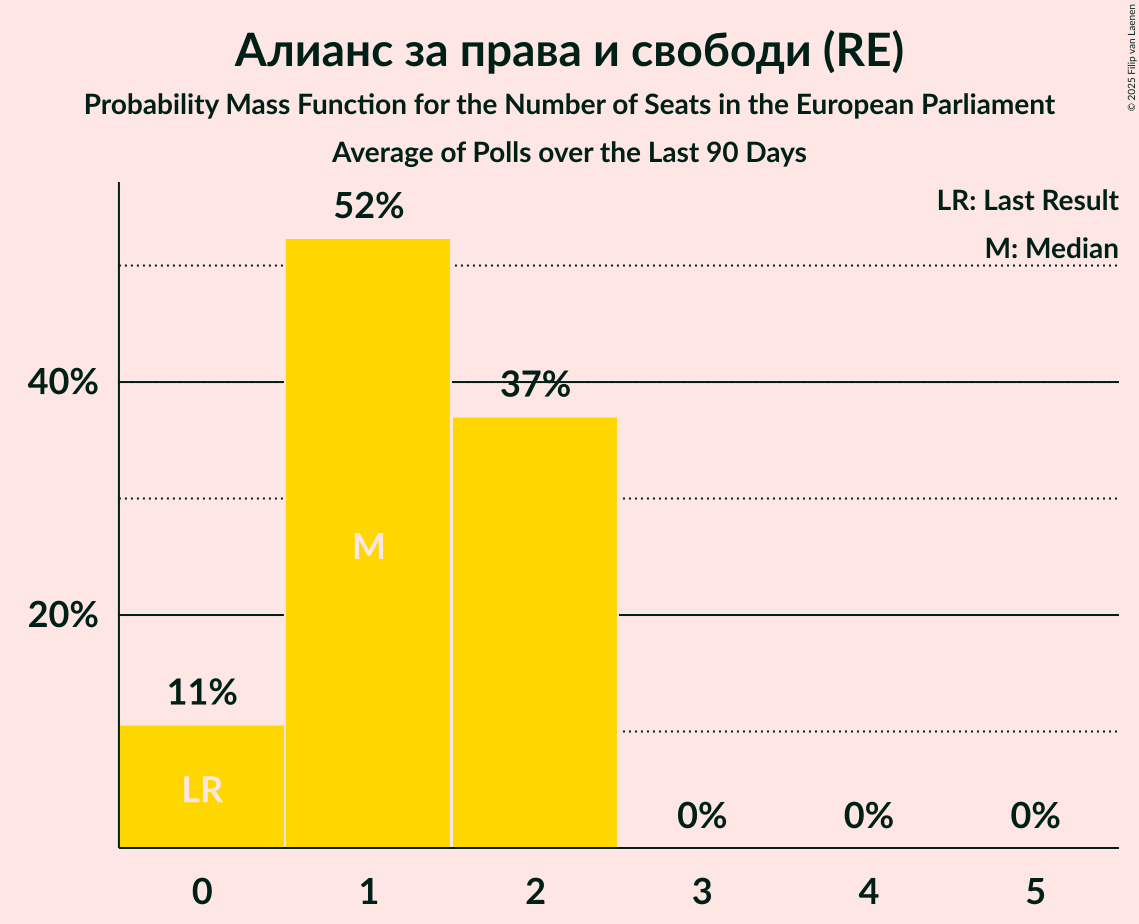 Алианс за права и свободи (RE)
Probability Mass Function for the Number of Seats in the European Parliament
Average of Polls over the Last 90 Days
© 2025 Filip van Laenen
LR: Last Result
M: Median
52%
40%
37%
M
20%
11%
LR
0%
0%
0%
0
1
2
3
4
5